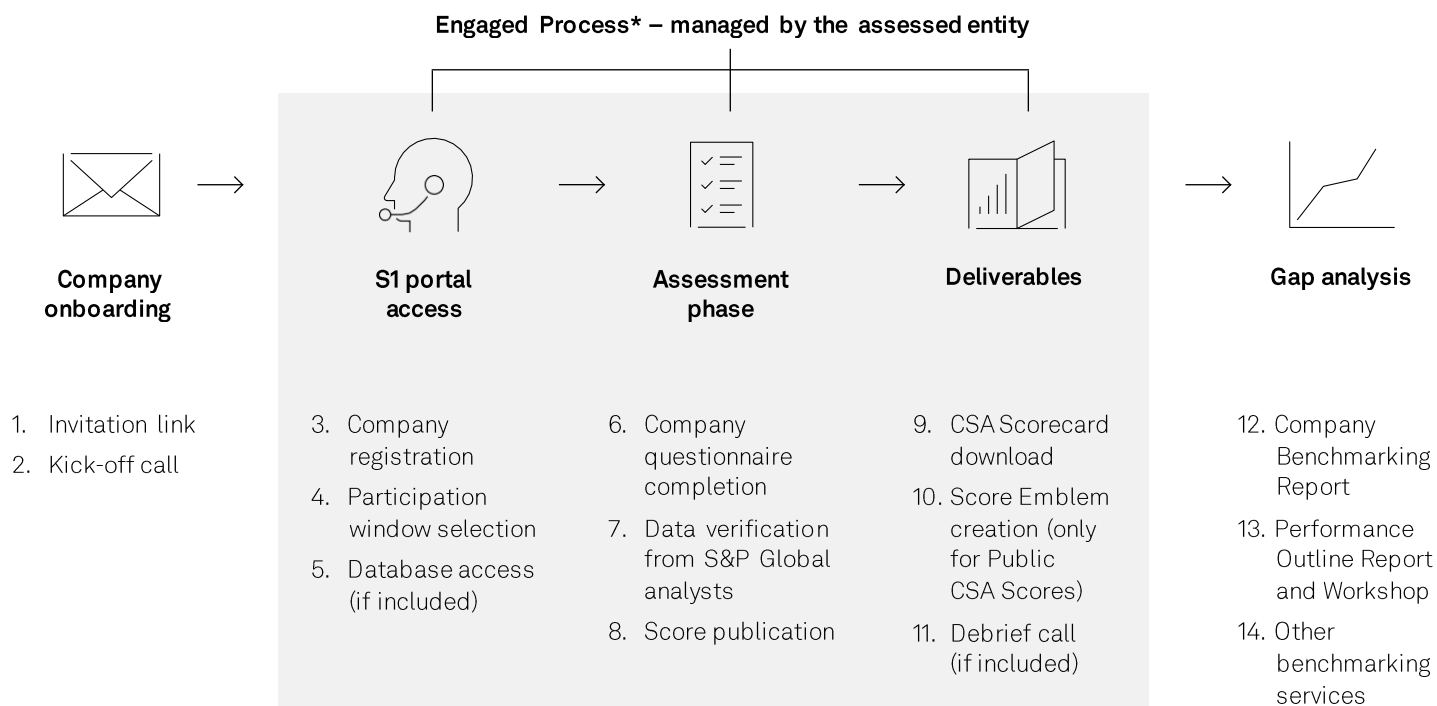 Engaged Process* – managed by the assessed entity
Company
onboarding
S1 portal
access
Assessment
phase
Deliverables
Gap analysis
1. Invitation link
2. Kick-off call
3. Company
registration
4. Participation
window selection
5. Database access
(if included)
6. Company
questionnaire
completion
7. Data verification
from S&P Global
analysts
8. Score publication
9. CSA Scorecard
download
10. Score Emblem
creation (only
for Public
CSA Scores)
11. Debrief call
(if included)
12. Company
Benchmarking
Report
13. Performance
Outline Report
and Workshop
14. Other
benchmarking
services